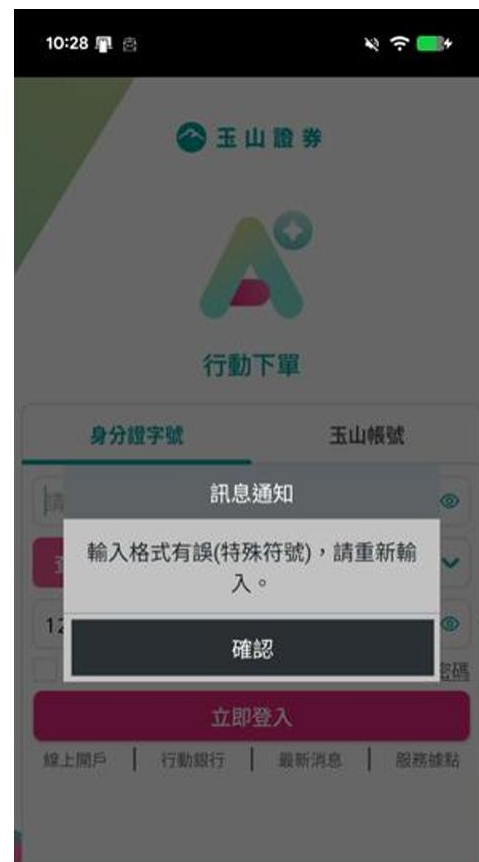 10:28
玉山證券
行動下單
身分證字號
玉山帳號
訊息通知
輸入格式有誤(特殊符號)，請重新輸
入。
12
確認
密碼
立即登入
線上開戶
行動銀行
最新消息
服務據點